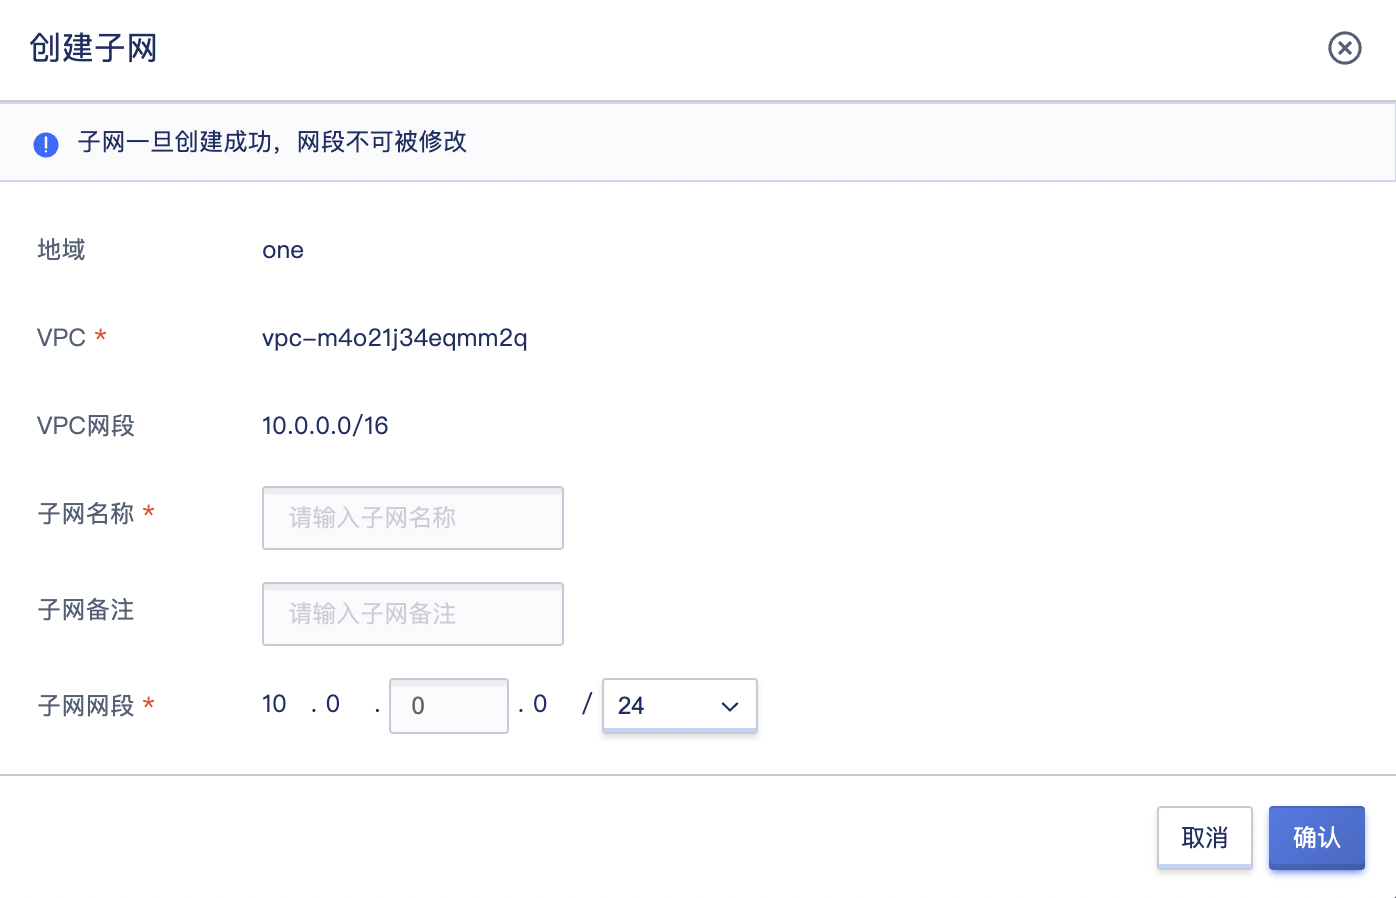 创建子网
子网一旦创建成功，网段不可被修改
地域 one
VPC * vpc-m4o21j34eqmm2q
VPC网段 10.0.0.0/16
子网名称 * 请输入子网名称
子网备注 请输入子网备注
子网网段 * 10 . 0 . 0 . 0 / 24
取消 确认